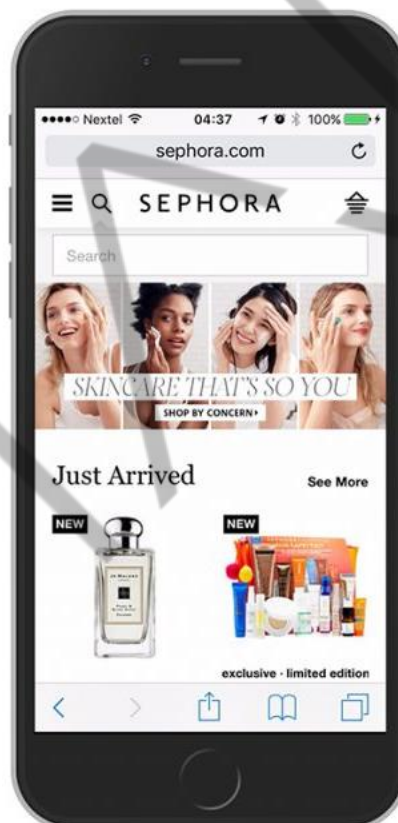 Nextel 04:37 100%
sephora.com
SEPHORA
Search
SKINCARE THAT'S SO YOU
SHOP BY CONCERN
Just Arrived
See More
NEW
NEW
JO MALONE
exclusive · limited edition